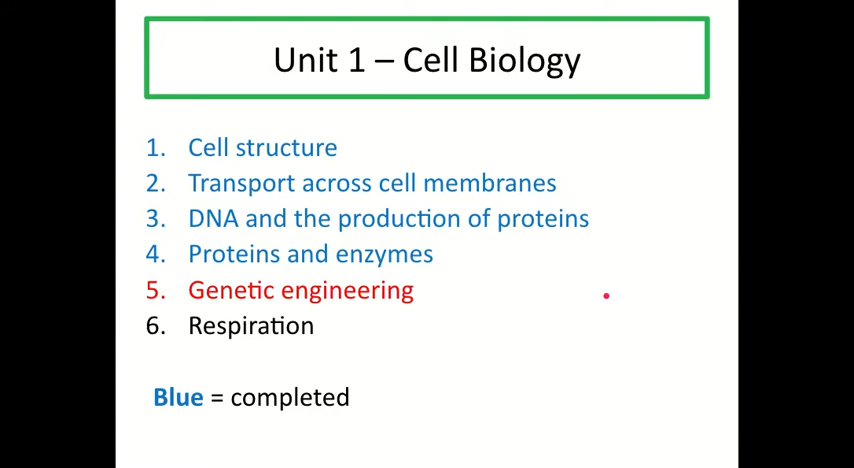 Unit 1 – Cell Biology
1. Cell structure
2. Transport across cell membranes
3. DNA and the production of proteins
4. Proteins and enzymes
5. Genetic engineering
6. Respiration
Blue = completed